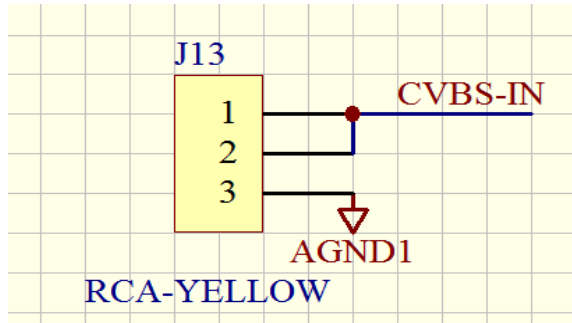 J13
CVBS-IN
1
2
3
AGND1
RCA-YELLOW